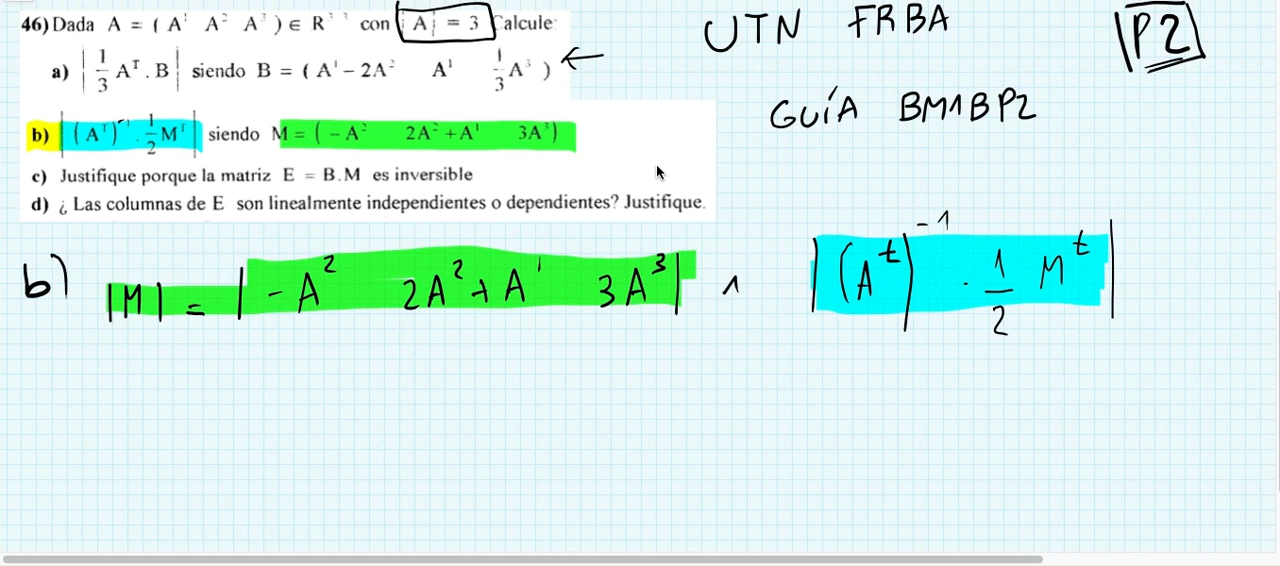 46) Dada A = ( A¹ A² A³ ) ∈ R³ˣ³ con |A| = 3 Calcule:
UTN FRBA
P2
a) | 1/3 Aᵀ . B | siendo B = ( A¹ − 2A² A¹ 1/3 A³ ) ←
GUÍA BM1BP2
b) | (Aᵀ)⁻¹ . 1/2 Mᵀ | siendo M = ( − A² 2A² + A¹ 3A³ )
c) Justifique porque la matriz E = B.M es inversible
d) ¿ Las columnas de E son linealmente independientes o dependientes? Justifique.
b) |M| = | − A² 2A² + A¹ 3A³ | ∧ | (Aᵗ)⁻¹ . 1/2 Mᵗ |